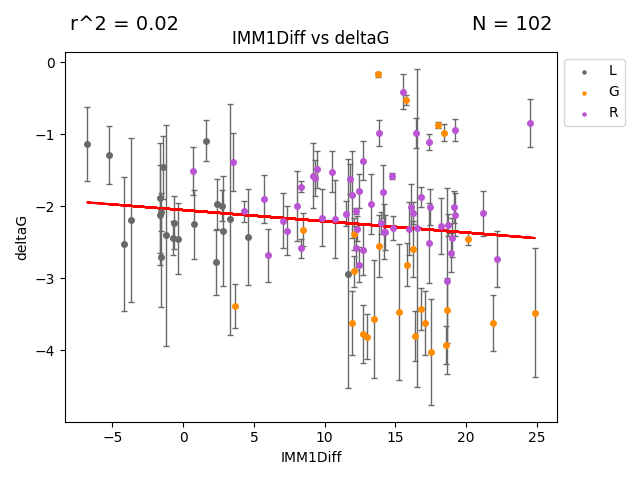 r^2 = 0.02
N = 102
IMM1Diff vs deltaG
L
G
R
0
−1
−2
−3
−4
deltaG
−5
0
5
10
15
20
25
IMM1Diff